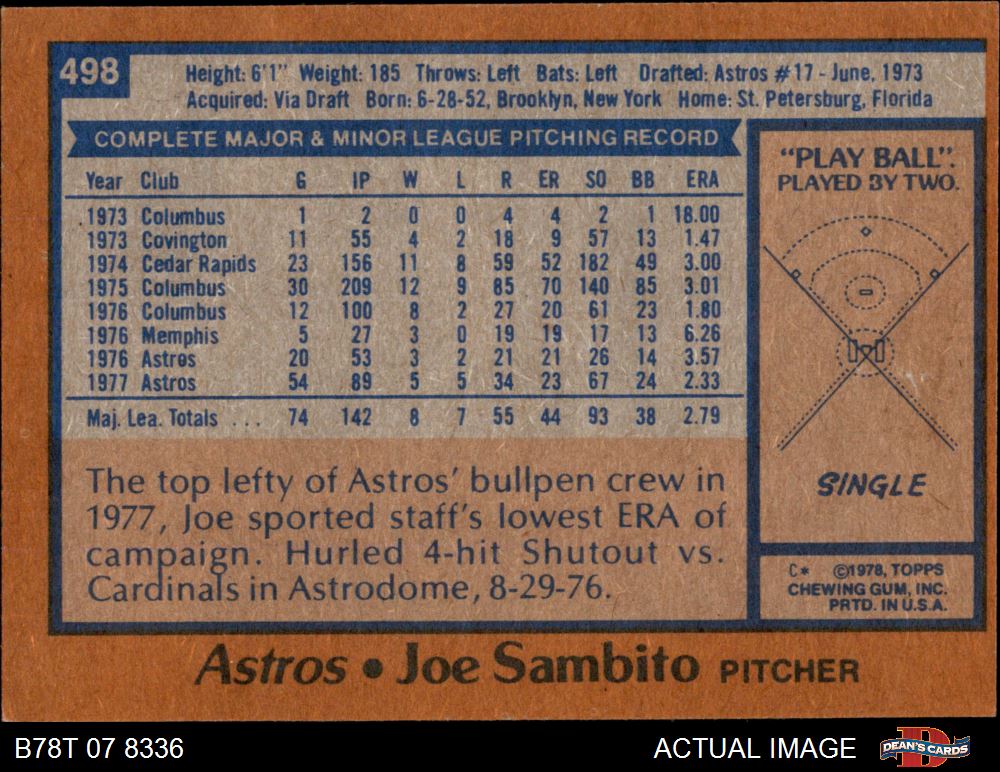 498
Height: 6'1" Weight: 185 Throws: Left Bats: Left Drafted: Astros #17 - June, 1973
Acquired: Via Draft Born: 6-28-52, Brooklyn, New York Home: St. Petersburg, Florida
COMPLETE MAJOR & MINOR LEAGUE PITCHING RECORD
Year Club G IP W L R ER SO BB ERA
1973 Columbus 1 2 0 0 4 4 2 1 18.00
1973 Covington 11 55 4 2 18 9 57 13 1.47
1974 Cedar Rapids 23 156 11 8 59 52 182 49 3.00
1975 Columbus 30 209 12 9 85 70 140 85 3.01
1976 Columbus 12 100 8 2 27 20 61 23 1.80
1976 Memphis 5 27 3 0 19 19 17 13 6.26
1976 Astros 20 53 3 2 21 21 26 14 3.57
1977 Astros 54 89 5 5 34 23 67 24 2.33
Maj. Lea. Totals ... 74 142 8 7 55 44 93 38 2.79
The top lefty of Astros' bullpen crew in
1977, Joe sported staff's lowest ERA of
campaign. Hurled 4-hit Shutout vs.
Cardinals in Astrodome, 8-29-76.
"PLAY BALL".
PLAYED BY TWO.
SINGLE
C* ©1978, TOPPS
CHEWING GUM, INC.
PRTD. IN U.S.A.
Astros • Joe Sambito PITCHER
B78T 07 8336
ACTUAL IMAGE
D
DEAN'S CARDS